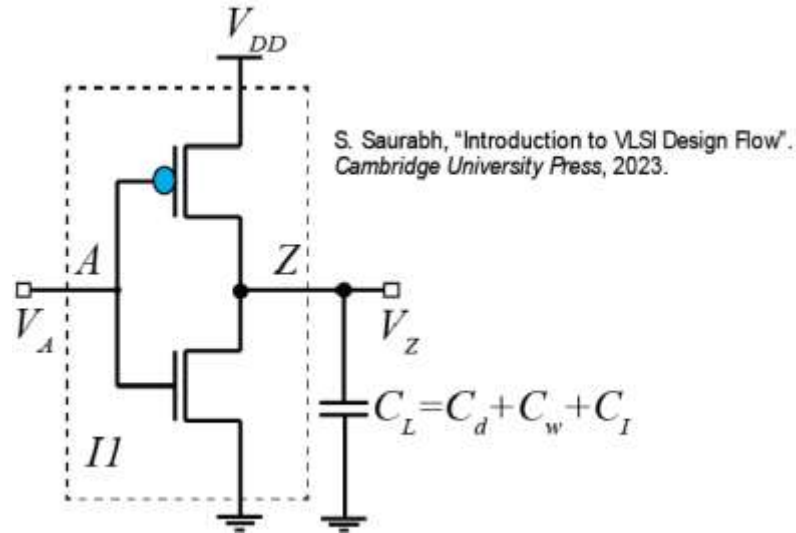 V_DD
S. Saurabh, “Introduction to VLSI Design Flow”.
Cambridge University Press, 2023.
A
Z
V_A
V_Z
C_L=C_d+C_w+C_I
I1